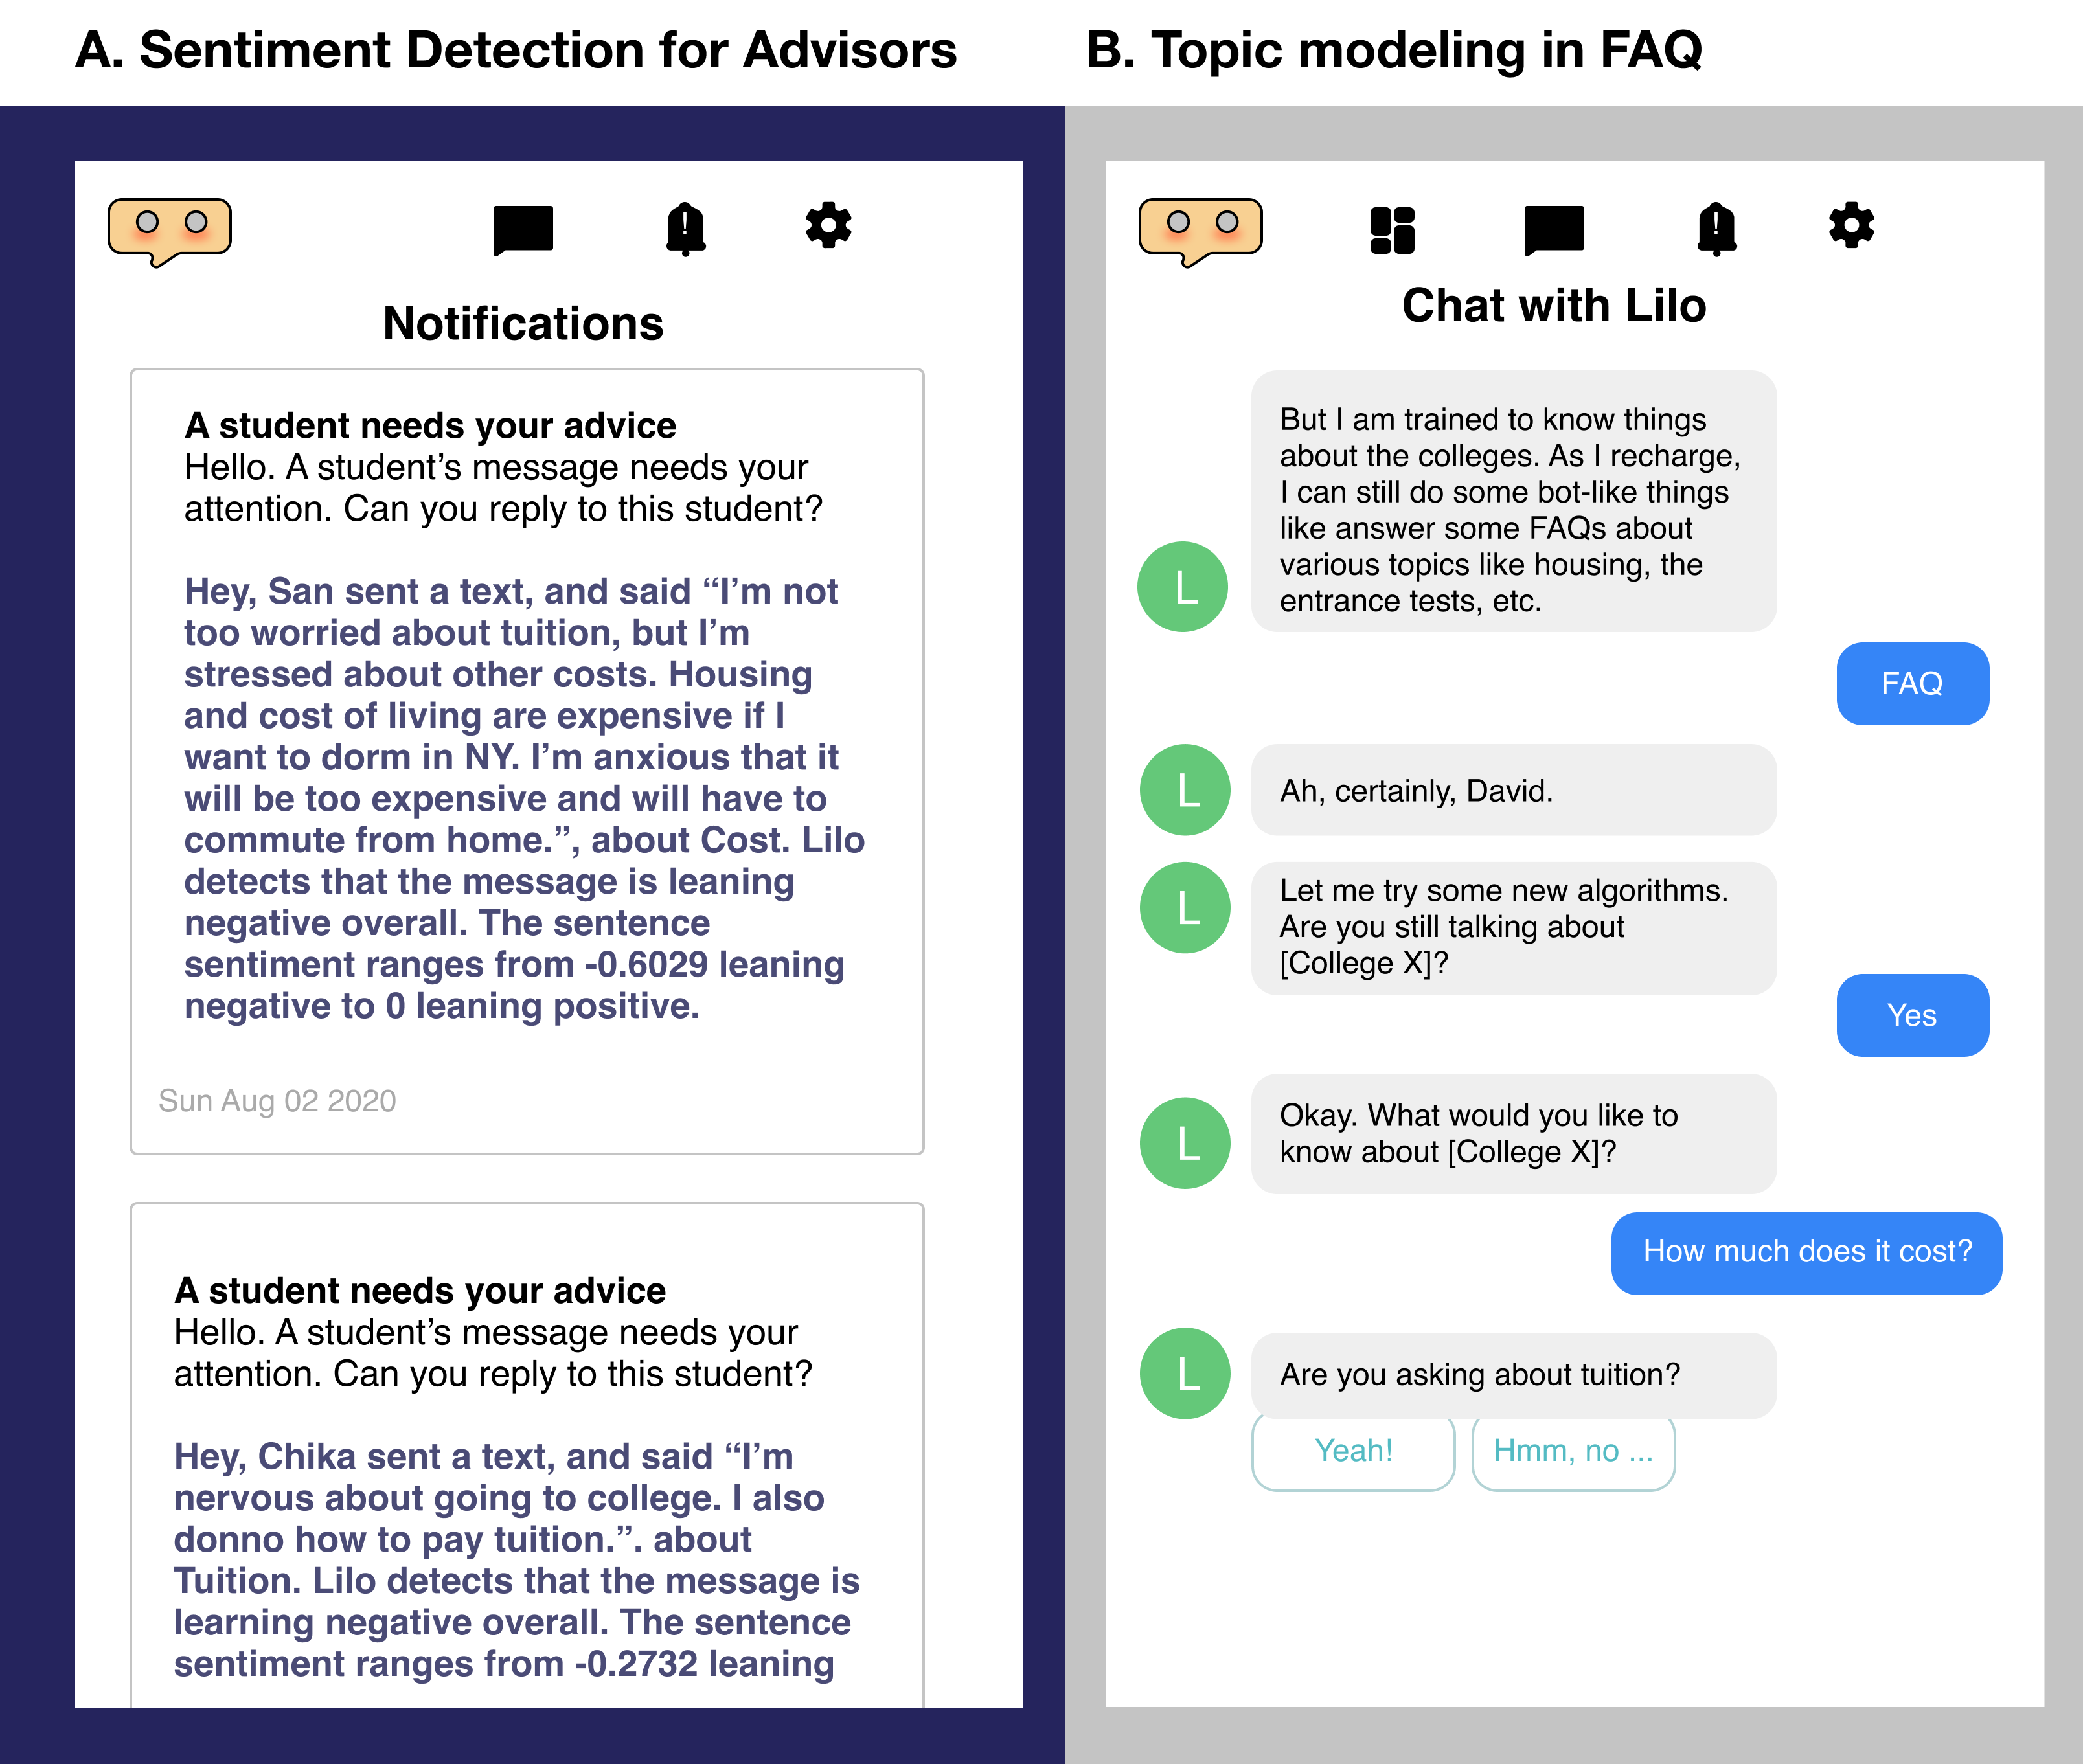 A. Sentiment Detection for Advisors
Notifications
A student needs your advice
Hello. A student’s message needs your
attention. Can you reply to this student?
Hey, San sent a text, and said “I’m not
too worried about tuition, but I’m
stressed about other costs. Housing
and cost of living are expensive if I
want to dorm in NY. I’m anxious that it
will be too expensive and will have to
commute from home.”, about Cost. Lilo
detects that the message is leaning
negative overall. The sentence
sentiment ranges from -0.6029 leaning
negative to 0 leaning positive.
Sun Aug 02 2020
A student needs your advice
Hello. A student’s message needs your
attention. Can you reply to this student?
Hey, Chika sent a text, and said “I’m
nervous about going to college. I also
donno how to pay tuition.”. about
Tuition. Lilo detects that the message is
learning negative overall. The sentence
sentiment ranges from -0.2732 leaning
B. Topic modeling in FAQ
Chat with Lilo
But I am trained to know things
about the colleges. As I recharge,
I can still do some bot-like things
like answer some FAQs about
various topics like housing, the
entrance tests, etc.
L
FAQ
L
Ah, certainly, David.
L
Let me try some new algorithms.
Are you still talking about
[College X]?
Yes
L
Okay. What would you like to
know about [College X]?
How much does it cost?
L
Are you asking about tuition?
Yeah!
Hmm, no ...